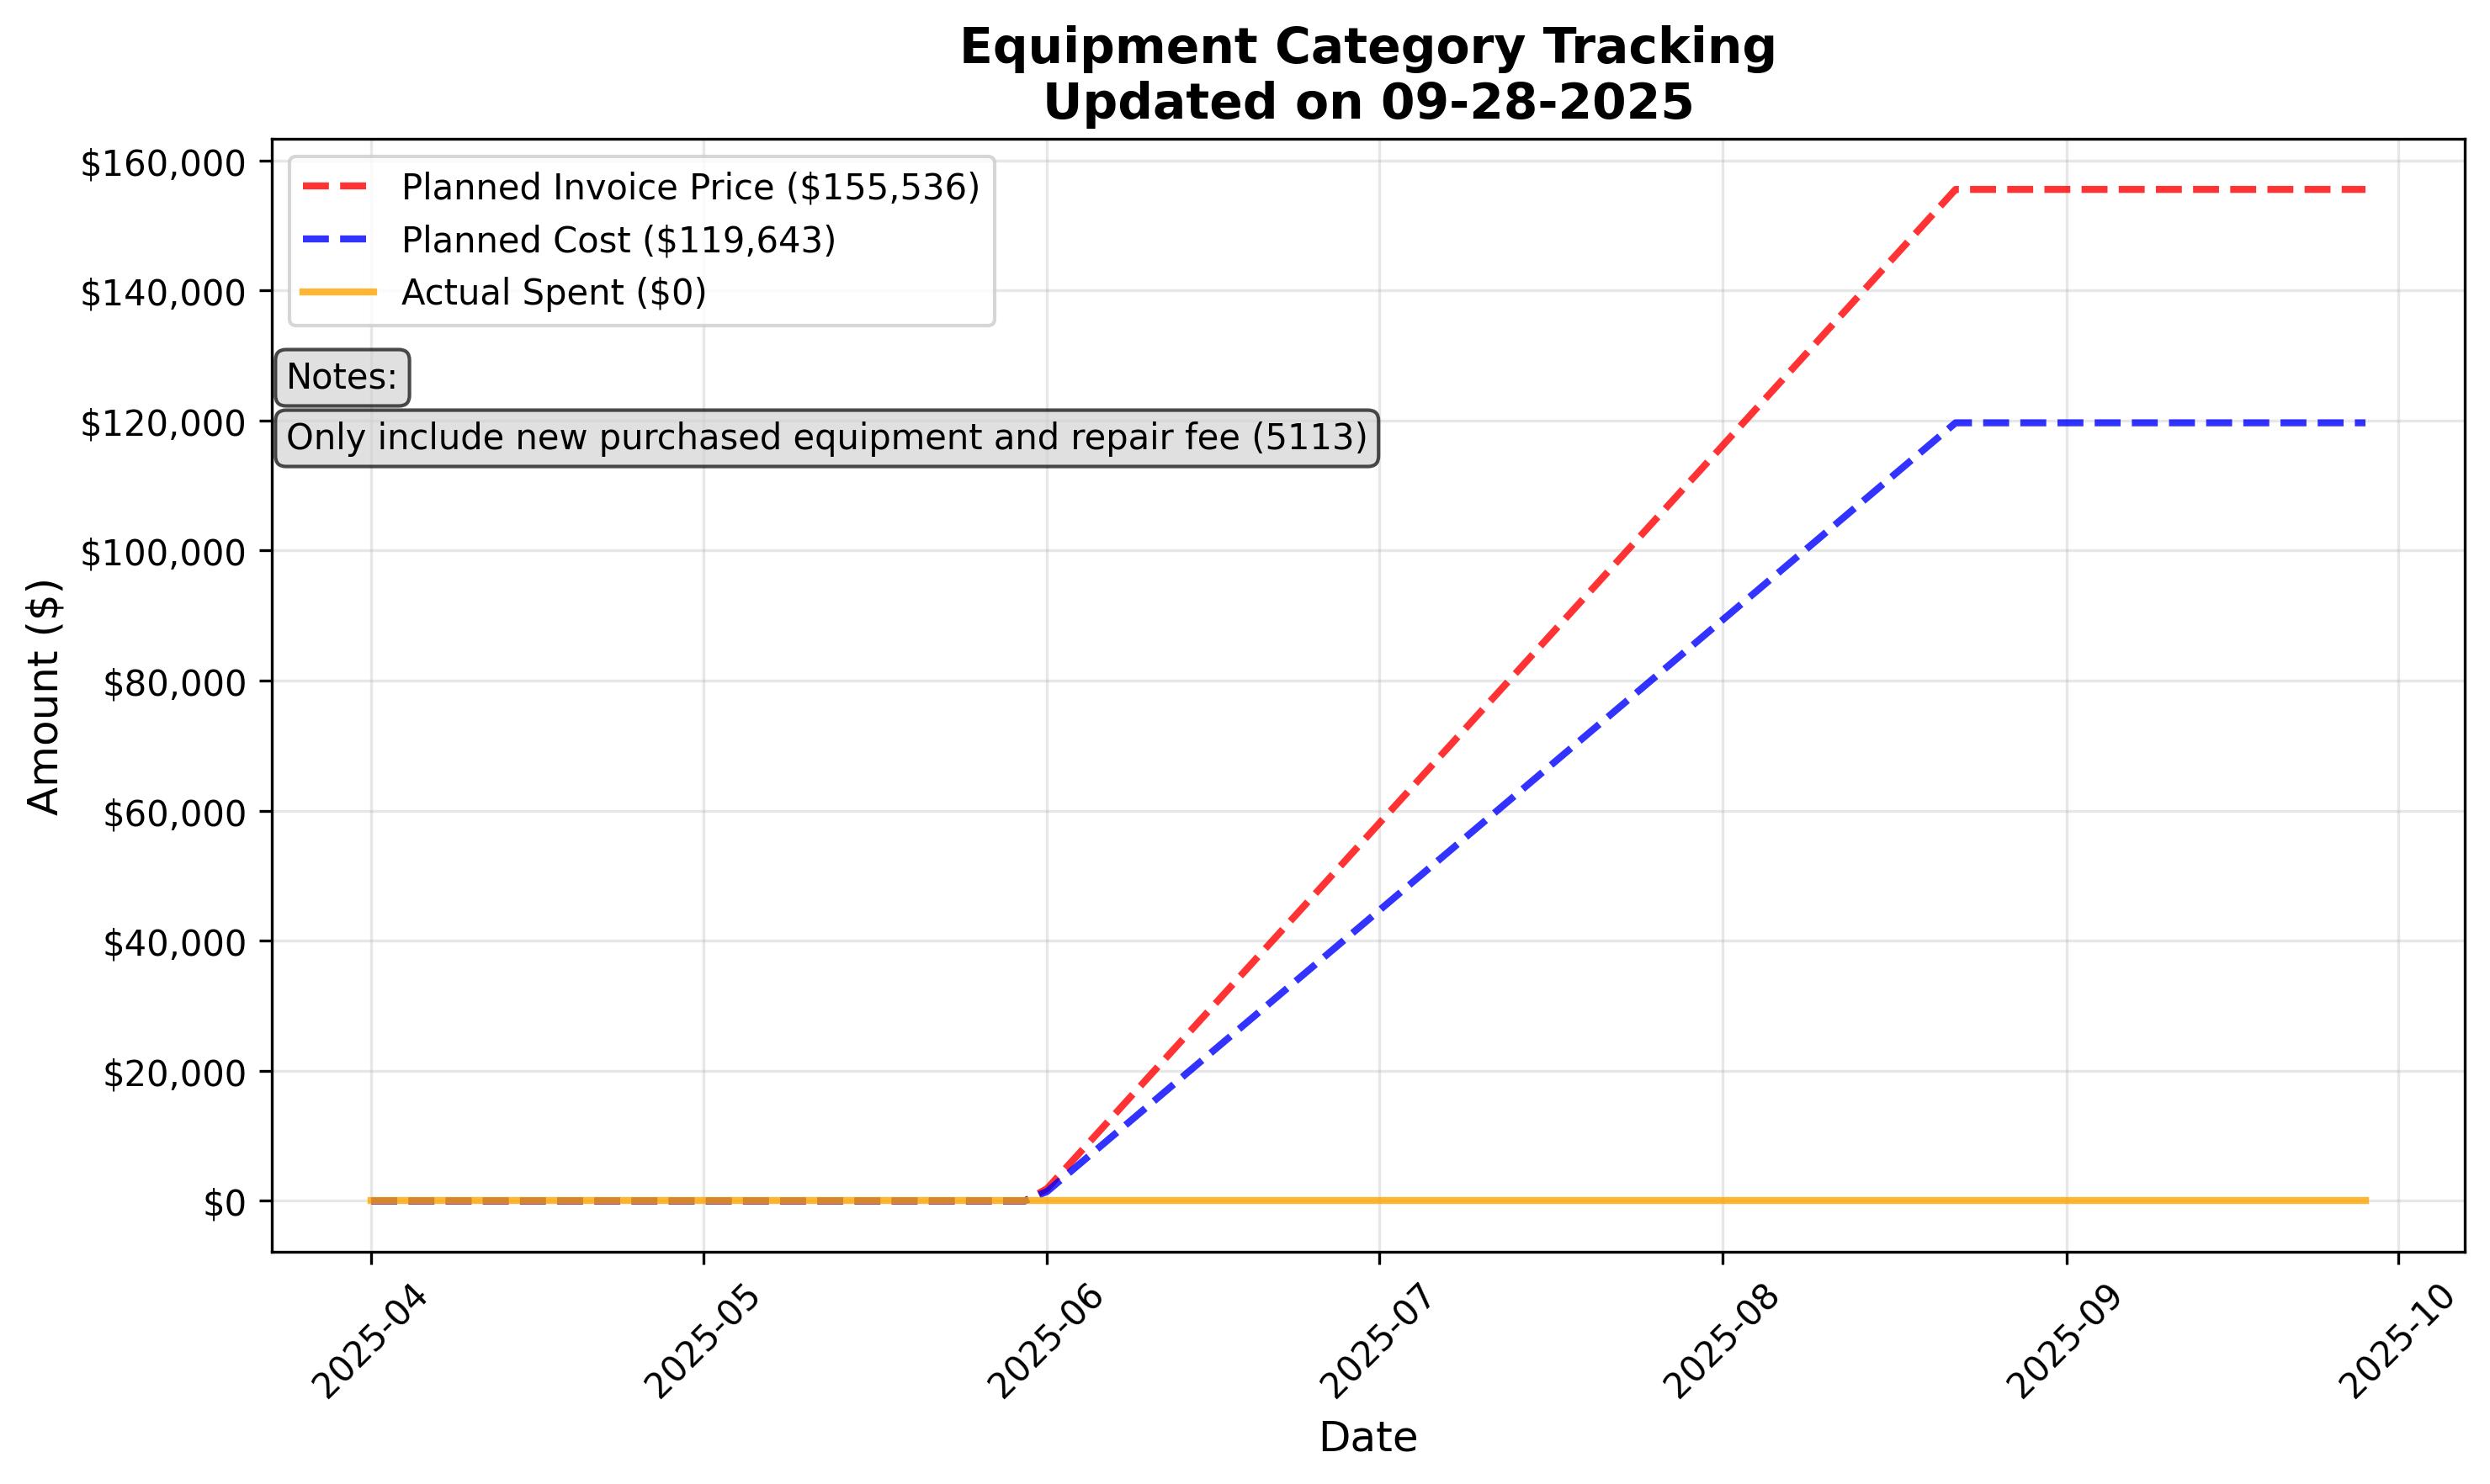 Equipment Category Tracking
Updated on 09-28-2025
Planned Invoice Price ($155,536)
Planned Cost ($119,643)
Actual Spent ($0)
Notes:
Only include new purchased equipment and repair fee (5113)
Amount ($)
$160,000
$140,000
$120,000
$100,000
$80,000
$60,000
$40,000
$20,000
$0
2025-04
2025-05
2025-06
2025-07
2025-08
2025-09
2025-10
Date